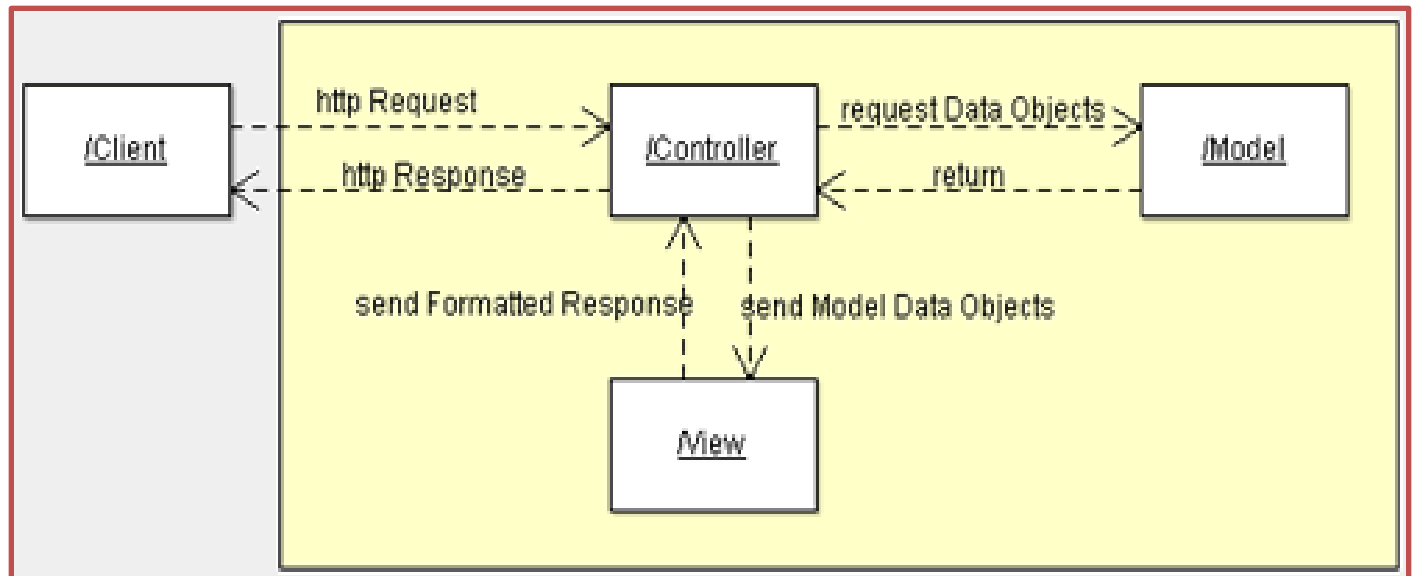 http Request
request Data Objects
/Client
/Controller
/Model
http Response
return
send Formatted Response
send Model Data Objects
/View